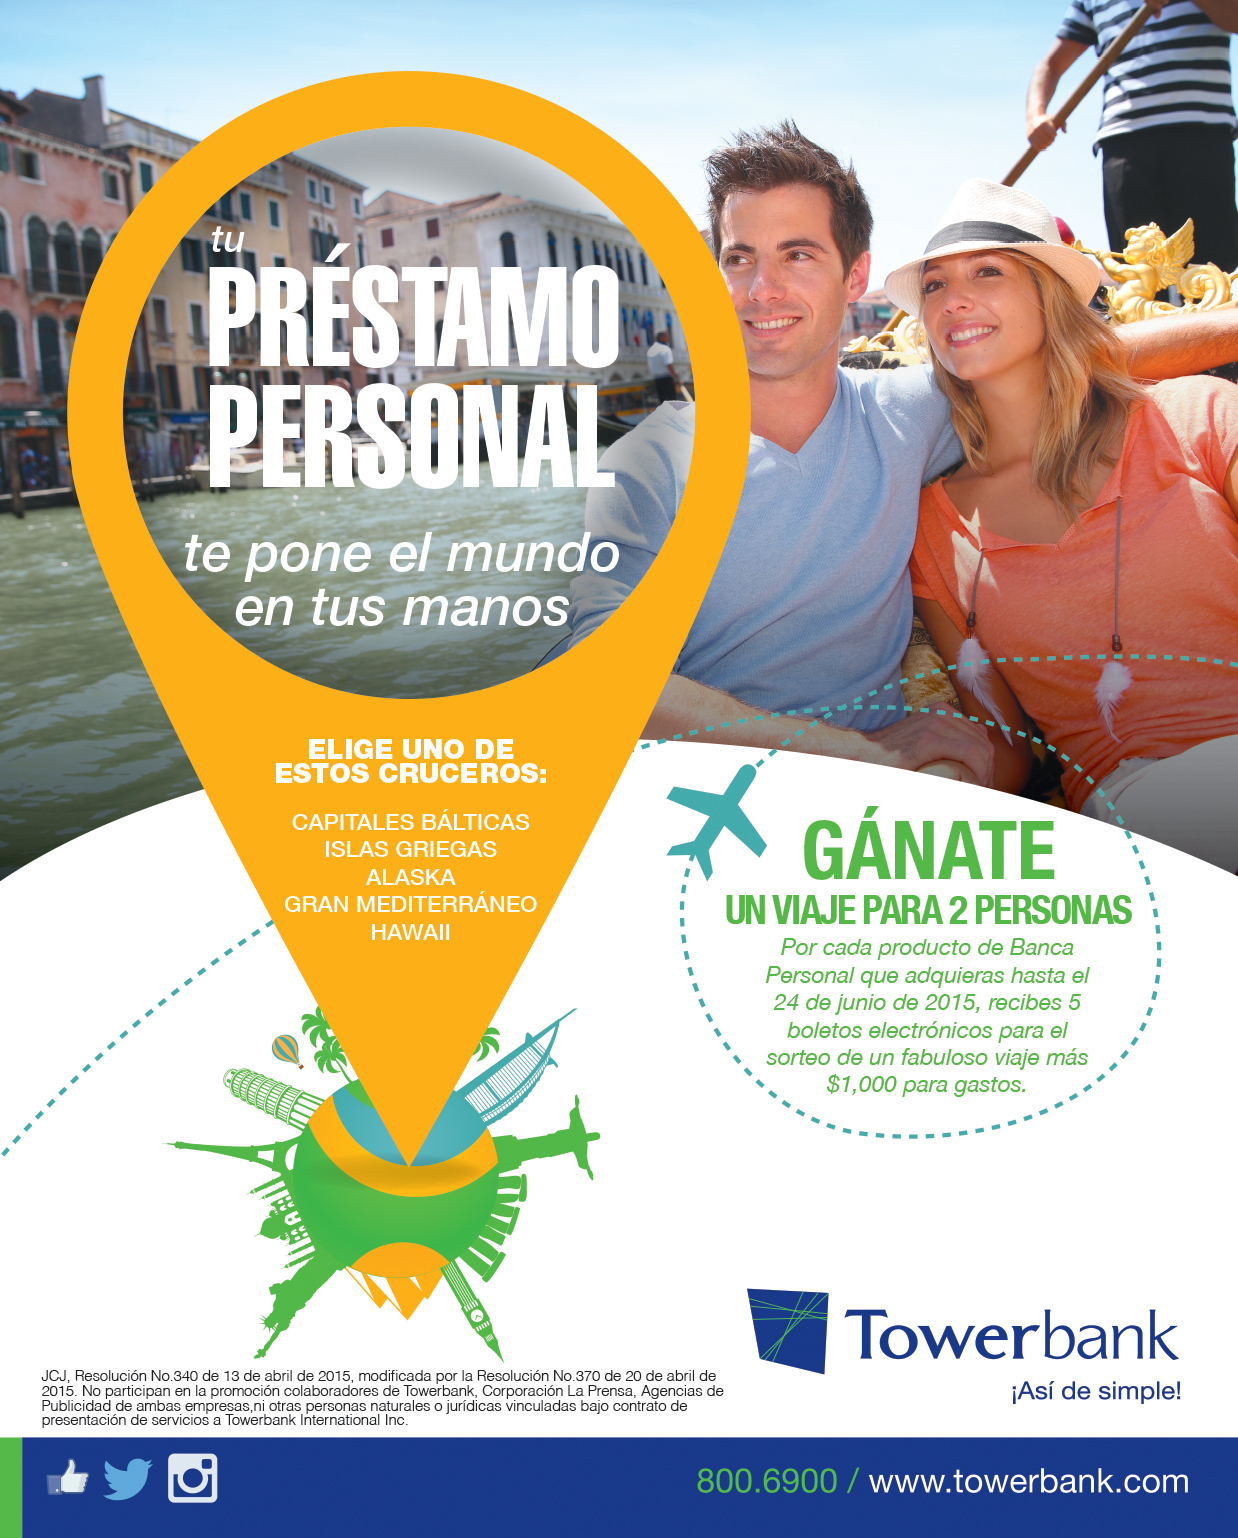 tu
PRÉSTAMO
PERSONAL
te pone el mundo
en tus manos
ELIGE UNO DE
ESTOS CRUCEROS:
CAPITALES BÁLTICAS
ISLAS GRIEGAS
ALASKA
GRAN MEDITERRÁNEO
HAWAII
GÁNATE
UN VIAJE PARA 2 PERSONAS
Por cada producto de Banca
Personal que adquieras hasta el
24 de junio de 2015, recibes 5
boletos electrónicos para el
sorteo de un fabuloso viaje más
$1,000 para gastos.
Towerbank
¡Así de simple!
JCJ, Resolución No.340 de 13 de abril de 2015, modificada por la Resolución No.370 de 20 de abril de
2015. No participan en la promoción colaboradores de Towerbank, Corporación La Prensa, Agencias de
Publicidad de ambas empresas,ni otras personas naturales o jurídicas vinculadas bajo contrato de
presentación de servicios a Towerbank International Inc.
800.6900 / www.towerbank.com